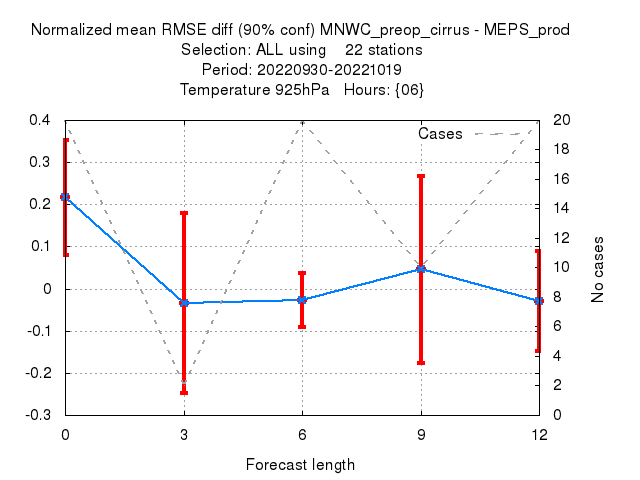 Normalized mean RMSE diff (90% conf) MNWC_preop_cirrus - MEPS_prod
Selection: ALL using    22 stations
Period: 20220930-20221019
Temperature 925hPa   Hours: {06}
Cases
0.4
0.3
0.2
0.1
0
-0.1
-0.2
-0.3
20
18
16
14
12
10
8
6
4
2
0
No cases
0 3 6 9 12
Forecast length